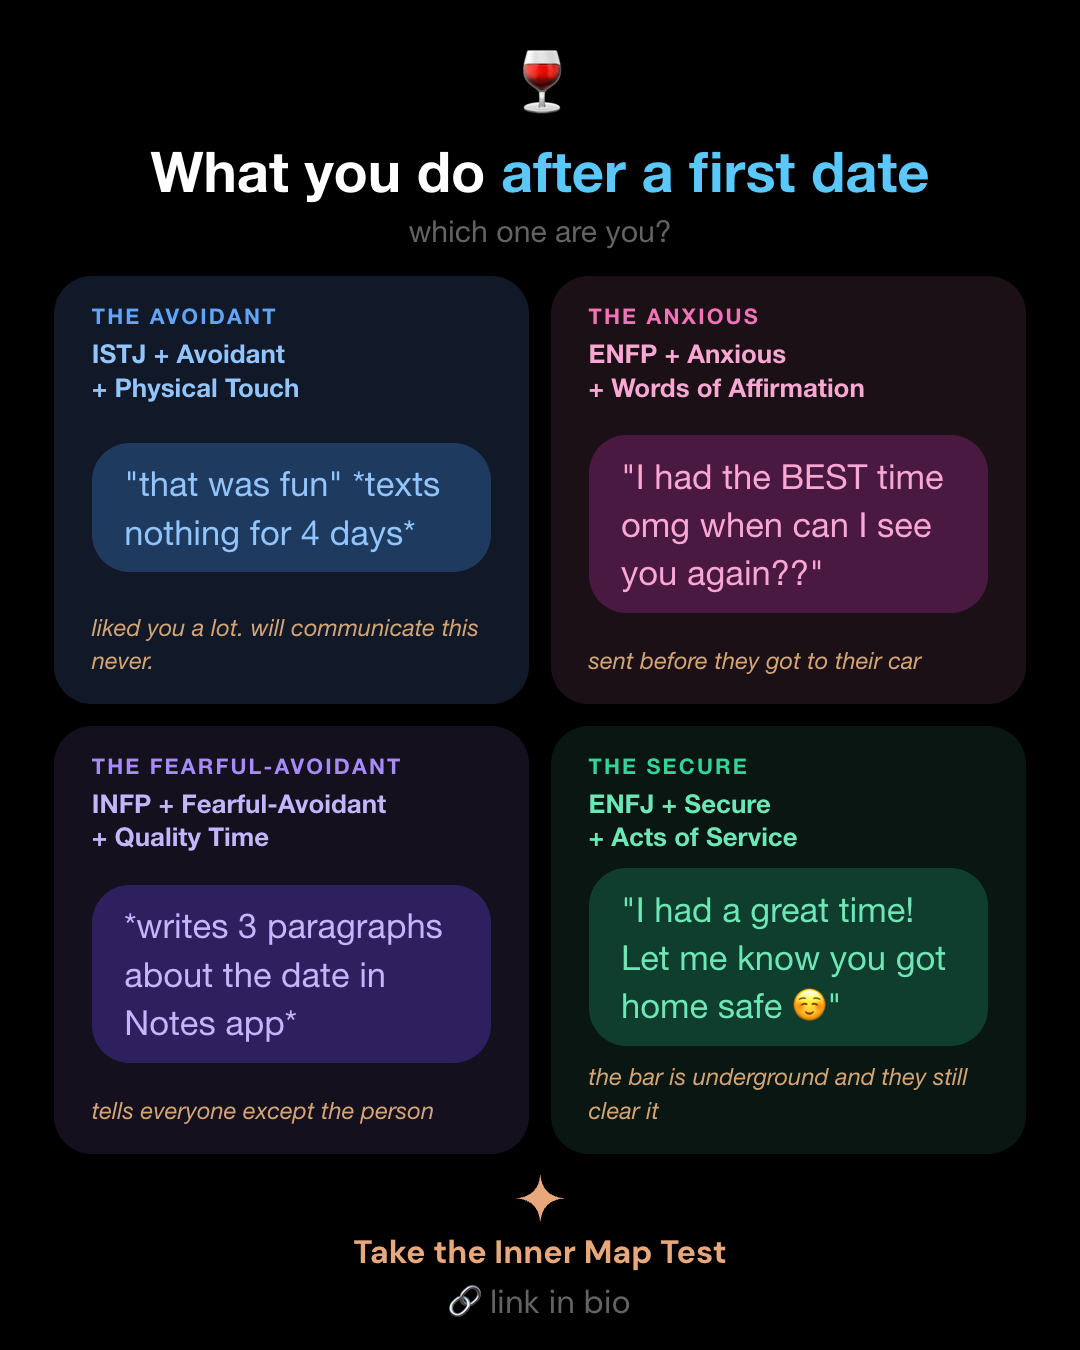 What you do after a first date
which one are you?
THE AVOIDANT
ISTJ + Avoidant
+ Physical Touch
"that was fun" *texts
nothing for 4 days*
liked you a lot. will communicate this
never.
THE ANXIOUS
ENFP + Anxious
+ Words of Affirmation
"I had the BEST time
omg when can I see
you again??"
sent before they got to their car
THE FEARFUL-AVOIDANT
INFP + Fearful-Avoidant
+ Quality Time
*writes 3 paragraphs
about the date in
Notes app*
tells everyone except the person
THE SECURE
ENFJ + Secure
+ Acts of Service
"I had a great time!
Let me know you got
home safe ☺️"
the bar is underground and they still
clear it
Take the Inner Map Test
🔗 link in bio